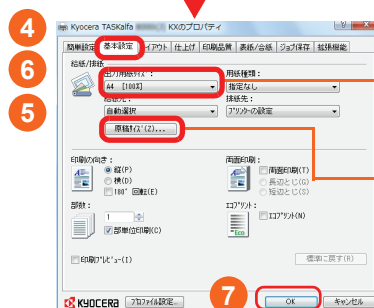 4
Kyocera TASKalfa KXのプロパティ
簡単設定 基本設定 レイアウト 仕上げ 印刷品質 表紙/合紙 ジョブ保存 拡張機能
6
給紙/排紙
出力用紙サイズ: 用紙種類:
A4 [100%] 指定なし
5
給紙元: 排紙先:
自動選択 プリンターの設定
原稿サイズ(Z)...
印刷の向き: 両面印刷:
縦(P) 両面印刷(T)
横(D) 長辺とじ(G)
180° 回転(E) 短辺とじ(S)
部数: エコプリント:
1 エコプリント(N)
部単位印刷(C)
Eco
印刷プレビュー(I) 標準に戻す(R)
7
KYOCERA プロファイル設定... OK キャンセル